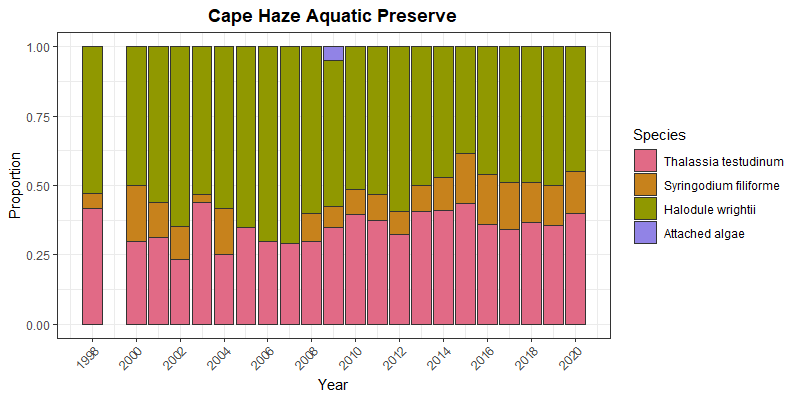 Cape Haze Aquatic Preserve
1.00
0.75
0.50
0.25
0.00
Proportion
1998
2000
2002
2004
2006
2008
2010
2012
2014
2016
2018
2020
Year
Species
Thalassia testudinum
Syringodium filiforme
Halodule wrightii
Attached algae